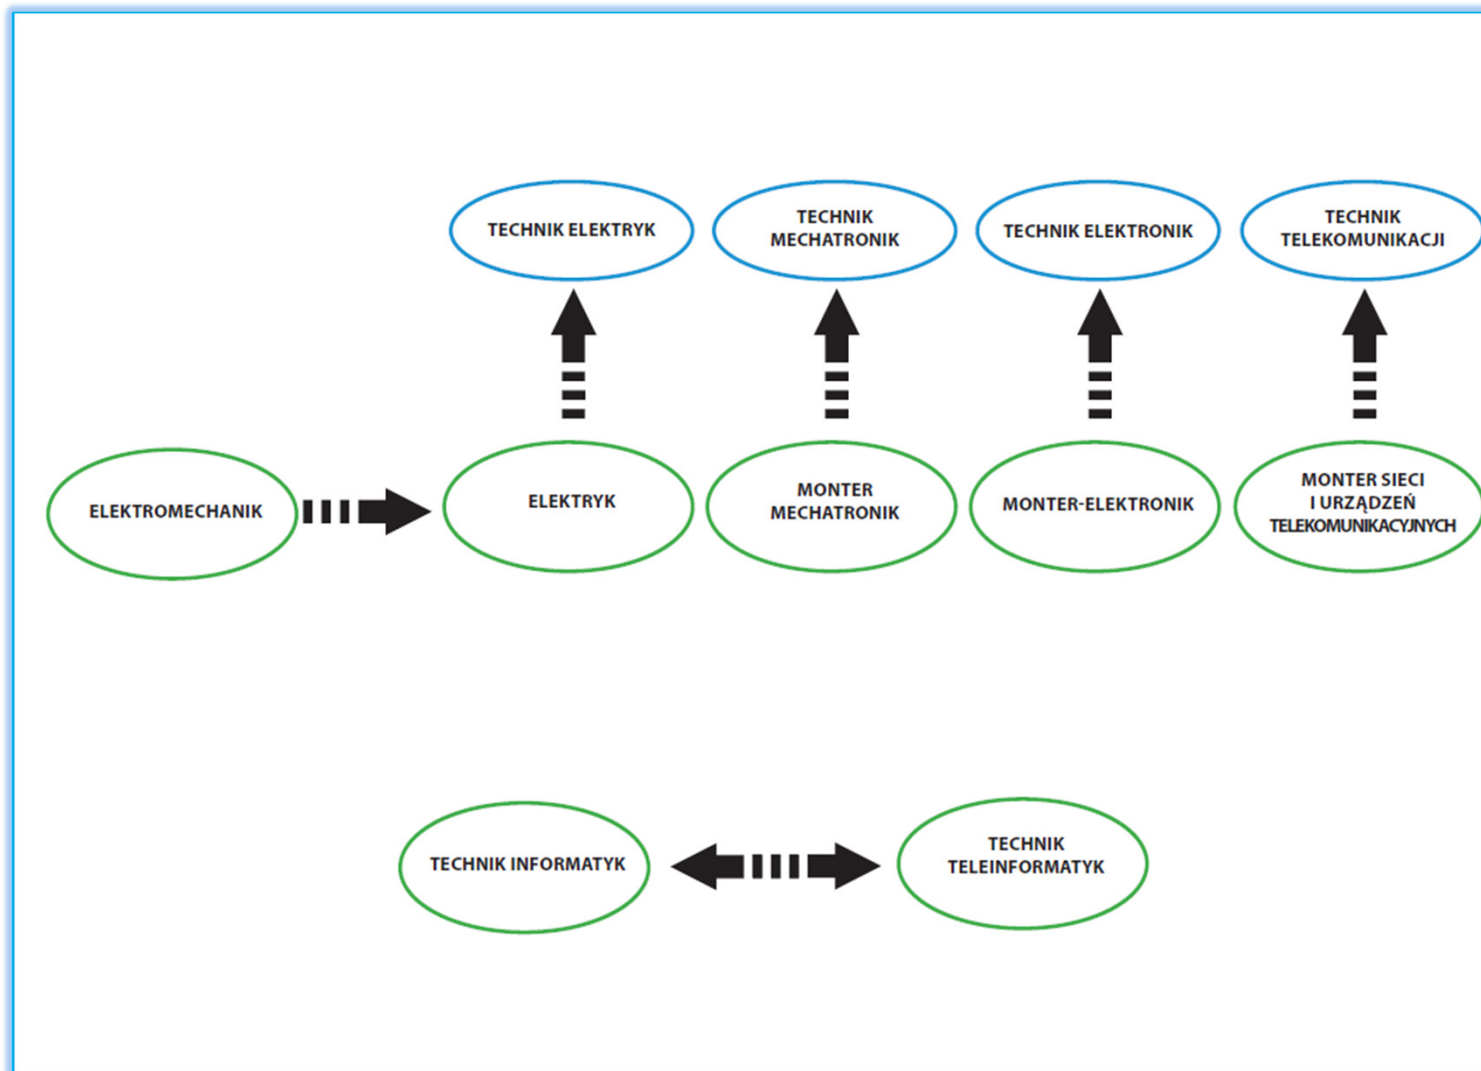 TECHNIK ELEKTRYK
TECHNIK
MECHATRONIK
TECHNIK ELEKTRONIK
TECHNIK
TELEKOMUNIKACJI
ELEKTROMECHANIK
ELEKTRYK
MONTER
MECHATRONIK
MONTER-ELEKTRONIK
MONTER SIECI
I URZĄDZEŃ
TELEKOMUNIKACYJNYCH
TECHNIK INFORMATYK
TECHNIK
TELEINFORMATYK